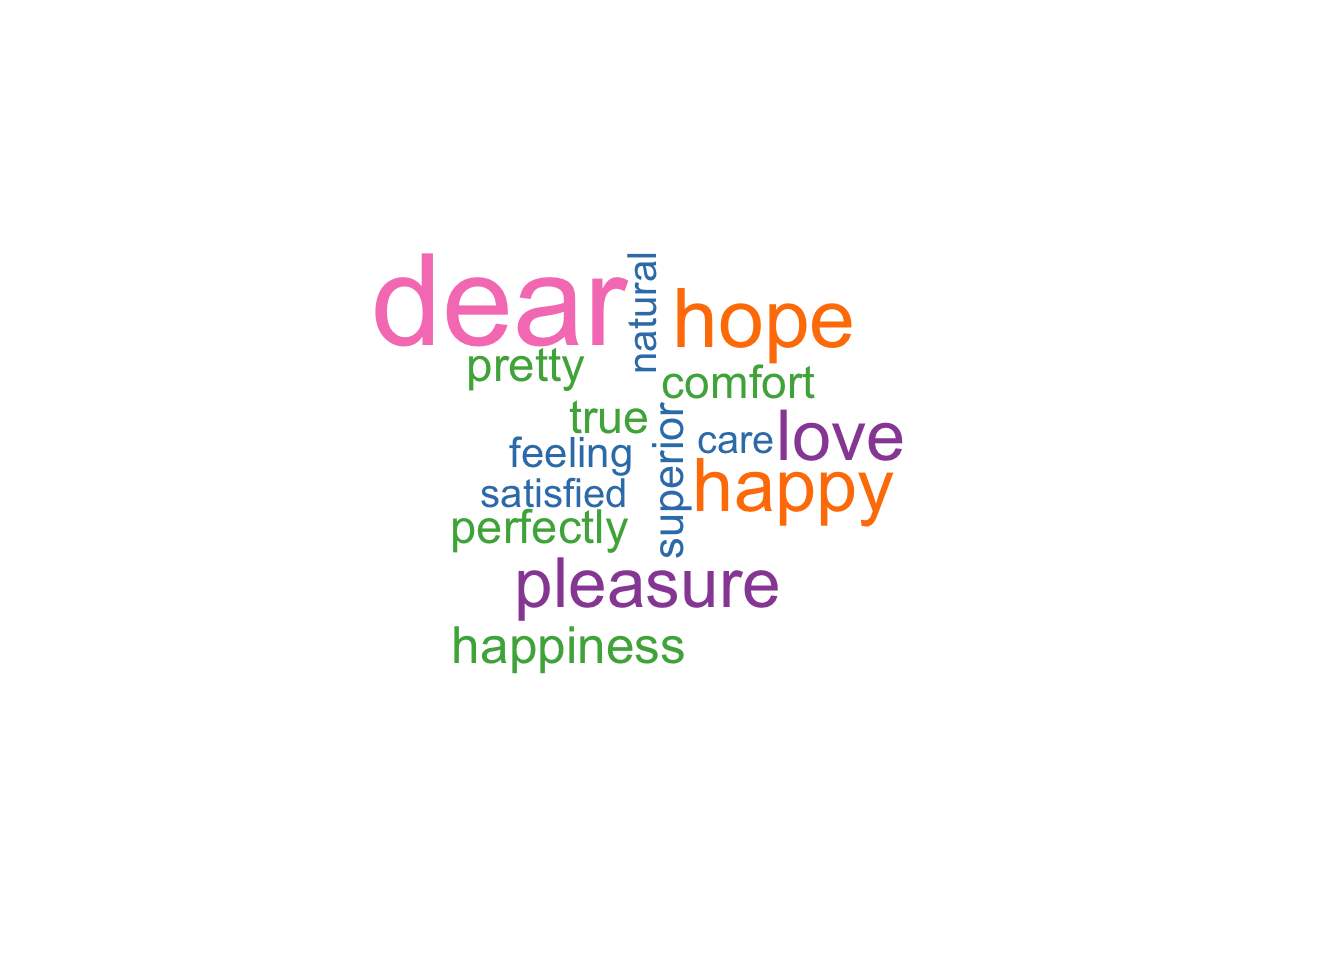 dear
natural
hope
pretty
comfort
true
superior
care
love
feeling
happy
satisfied
perfectly
pleasure
happiness